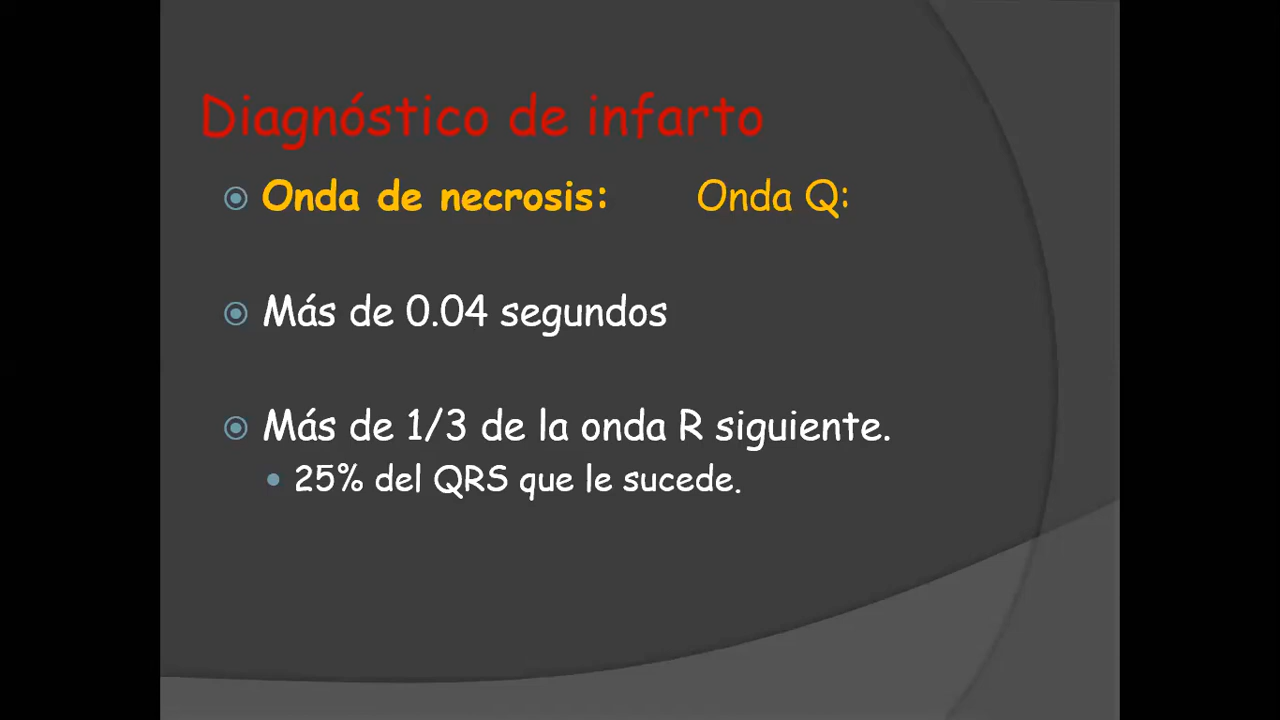 Diagnóstico de infarto
Onda de necrosis: Onda Q:
Más de 0.04 segundos
Más de 1/3 de la onda R siguiente.
25% del QRS que le sucede.